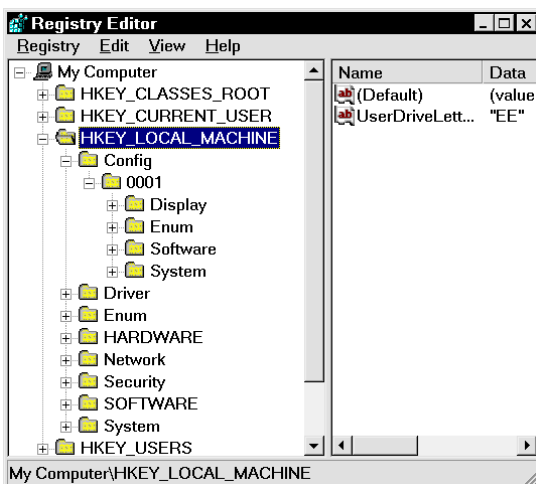 Registry Editor
Registry Edit View Help
My Computer
HKEY_CLASSES_ROOT
HKEY_CURRENT_USER
HKEY_LOCAL_MACHINE
Config
0001
Display
Enum
Software
System
Driver
Enum
HARDWARE
Network
Security
SOFTWARE
System
HKEY_USERS
Name Data
(Default) (value
UserDriveLett... "EE"
My Computer\HKEY_LOCAL_MACHINE